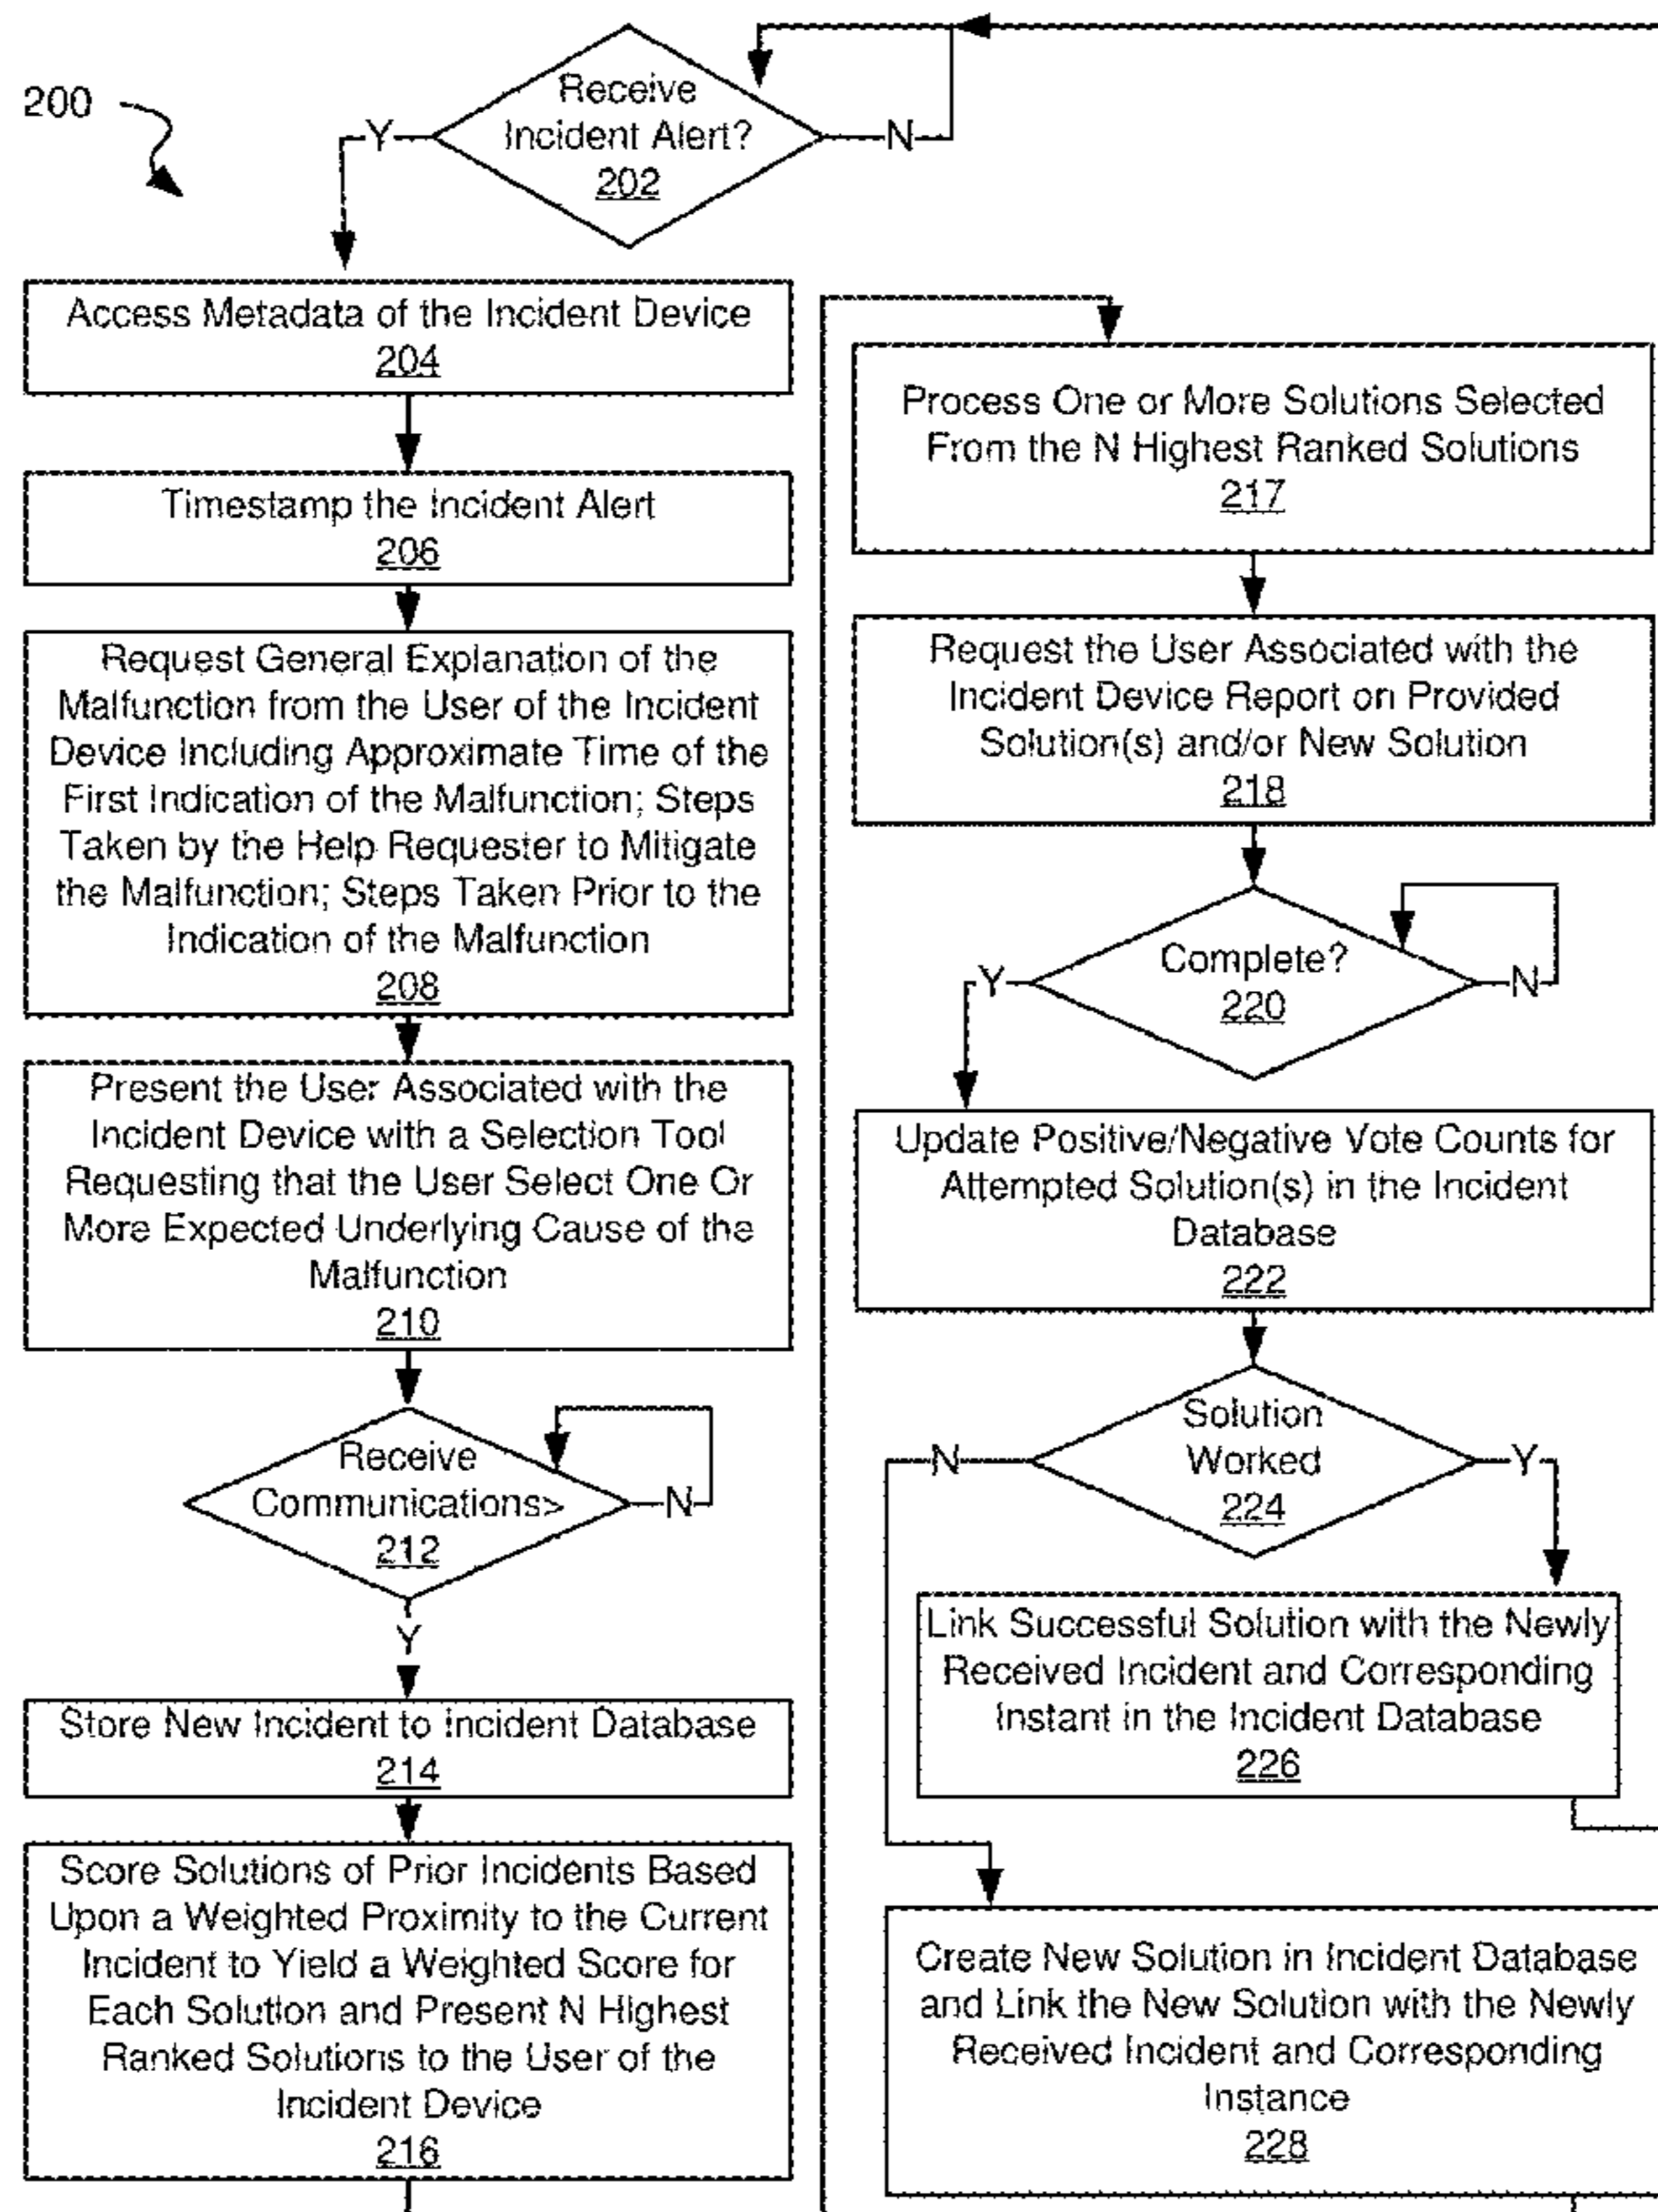 200
Receive
Incident Alert?
202
Y
N
Access Metadata of the Incident Device
204
Timestamp the Incident Alert
206
Request General Explanation of the
Malfunction from the User of the Incident
Device Including Approximate Time of the
First Indication of the Malfunction; Steps
Taken by the Help Requester to Mitigate
the Malfunction; Steps Taken Prior to the
Indication of the Malfunction
208
Present the User Associated with the
Incident Device with a Selection Tool
Requesting that the User Select One Or
More Expected Underlying Cause of the
Malfunction
210
Receive
Communications>
212
N
Y
Store New Incident to Incident Database
214
Score Solutions of Prior Incidents Based
Upon a Weighted Proximity to the Current
Incident to Yield a Weighted Score for
Each Solution and Present N Highest
Ranked Solutions to the User of the
Incident Device
216
Process One or More Solutions Selected
From the N Highest Ranked Solutions
217
Request the User Associated with the
Incident Device Report on Provided
Solution(s) and/or New Solution
218
Complete?
220
Y
N
Update Positive/Negative Vote Counts for
Attempted Solution(s) in the Incident
Database
222
Solution
Worked
224
N
Y
Link Successful Solution with the Newly
Received Incident and Corresponding
Instant in the Incident Database
226
Create New Solution in Incident Database
and Link the New Solution with the Newly
Received Incident and Corresponding
Instance
228